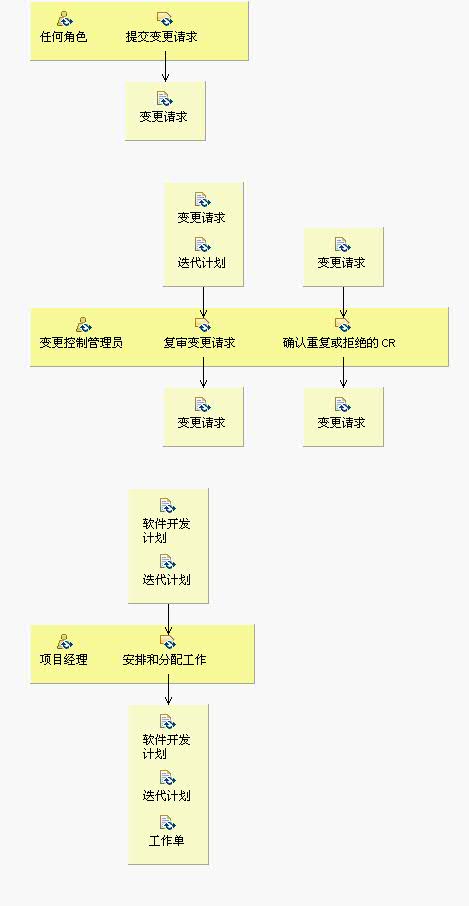 任何角色
提交变更请求
变更请求
变更请求
迭代计划
变更请求
变更控制管理员
复审变更请求
确认重复或拒绝的 CR
变更请求
变更请求
软件开发
计划
迭代计划
项目经理
安排和分配工作
软件开发
计划
迭代计划
工作单